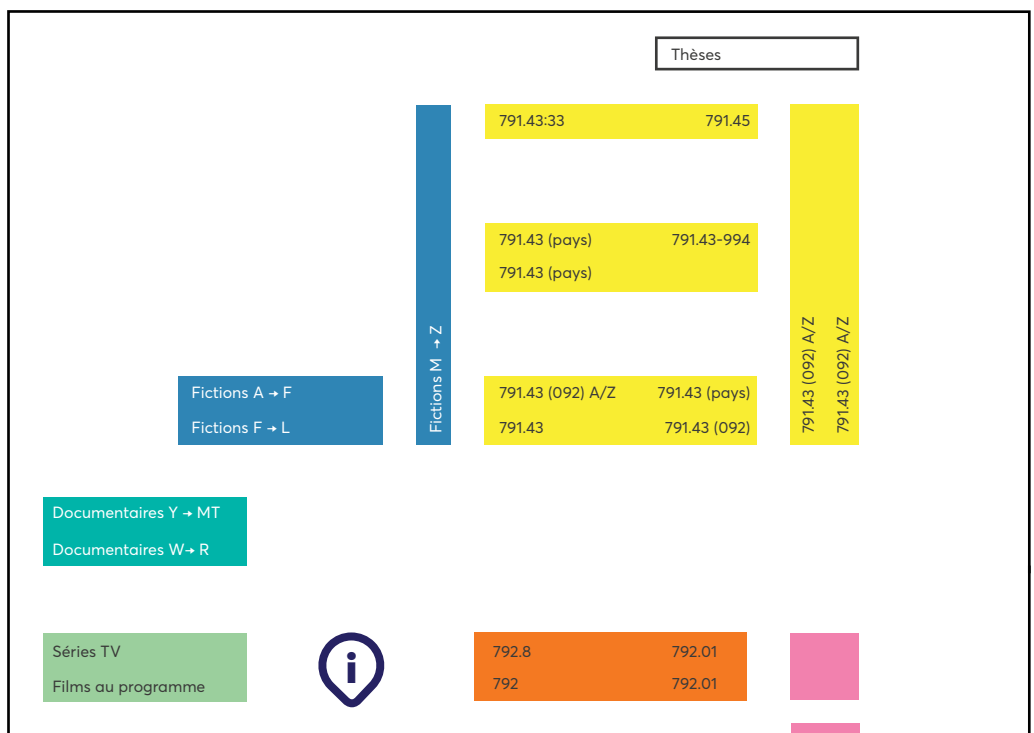 Thèses
791.43:33 791.45
791.43 (pays) 791.43-994
791.43 (pays)
Fictions M → Z
791.43 (092) A/Z
791.43 (092) A/Z
Fictions A → F
791.43 (092) A/Z 791.43 (pays)
Fictions F → L
791.43 791.43 (092)
Documentaires Y → MT
Documentaires W→ R
Séries TV
i
792.8 792.01
Films au programme
792 792.01